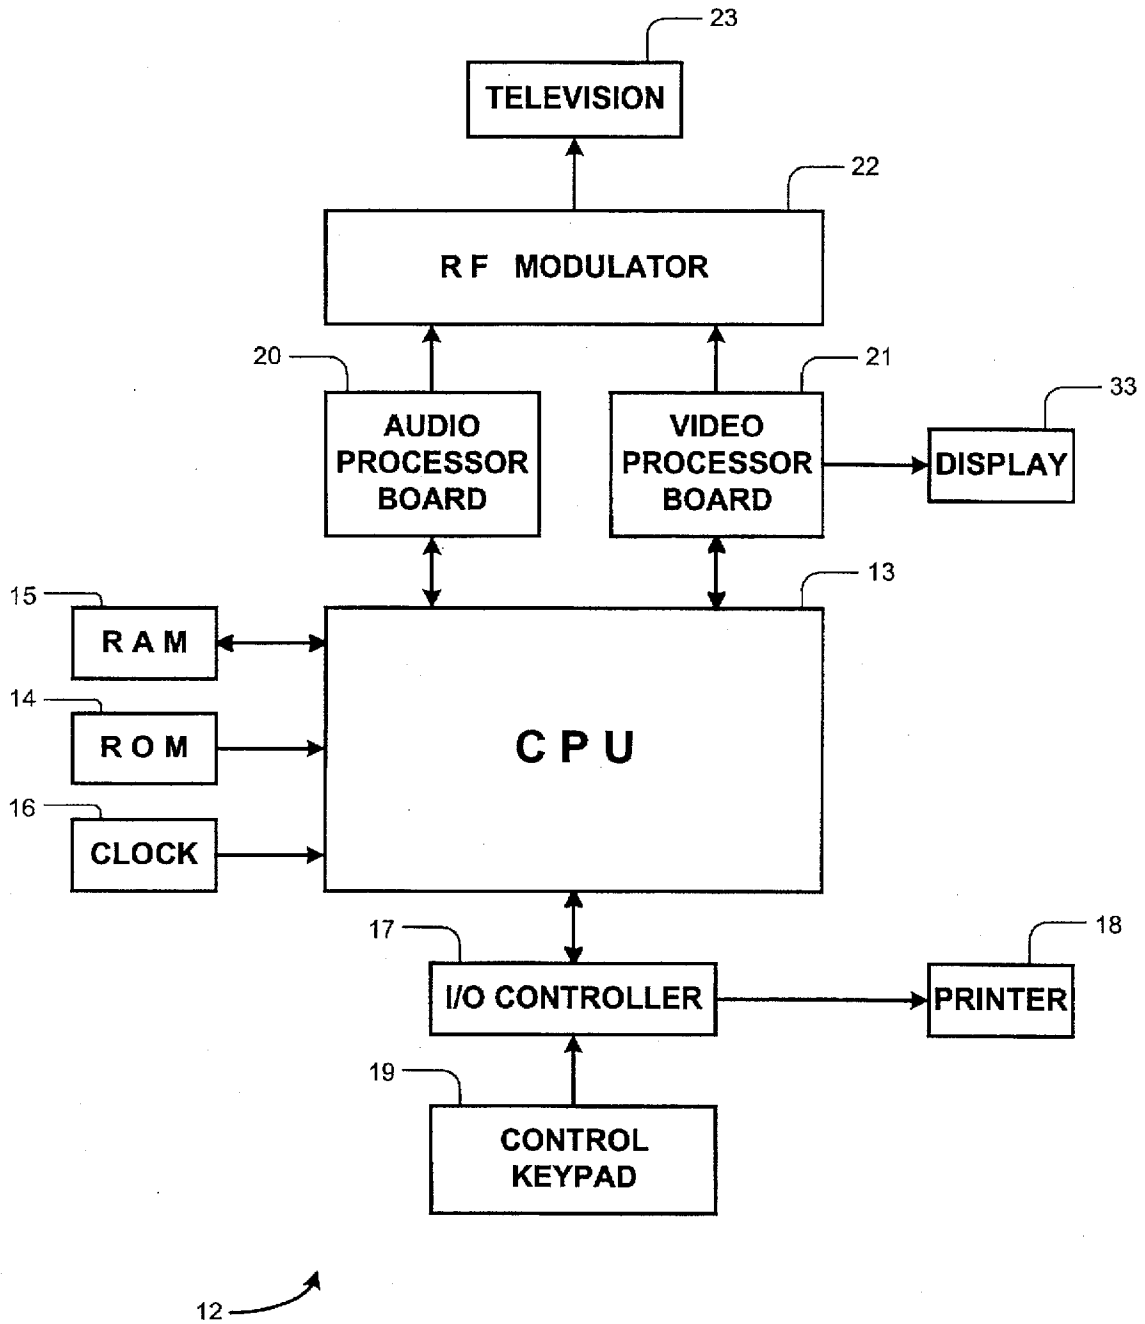 23
TELEVISION
22
R F MODULATOR
20
21
33
AUDIO
PROCESSOR
BOARD
VIDEO
PROCESSOR
BOARD
DISPLAY
13
15
R A M
14
R O M
C P U
16
CLOCK
17
18
I/O CONTROLLER
PRINTER
19
CONTROL
KEYPAD
12